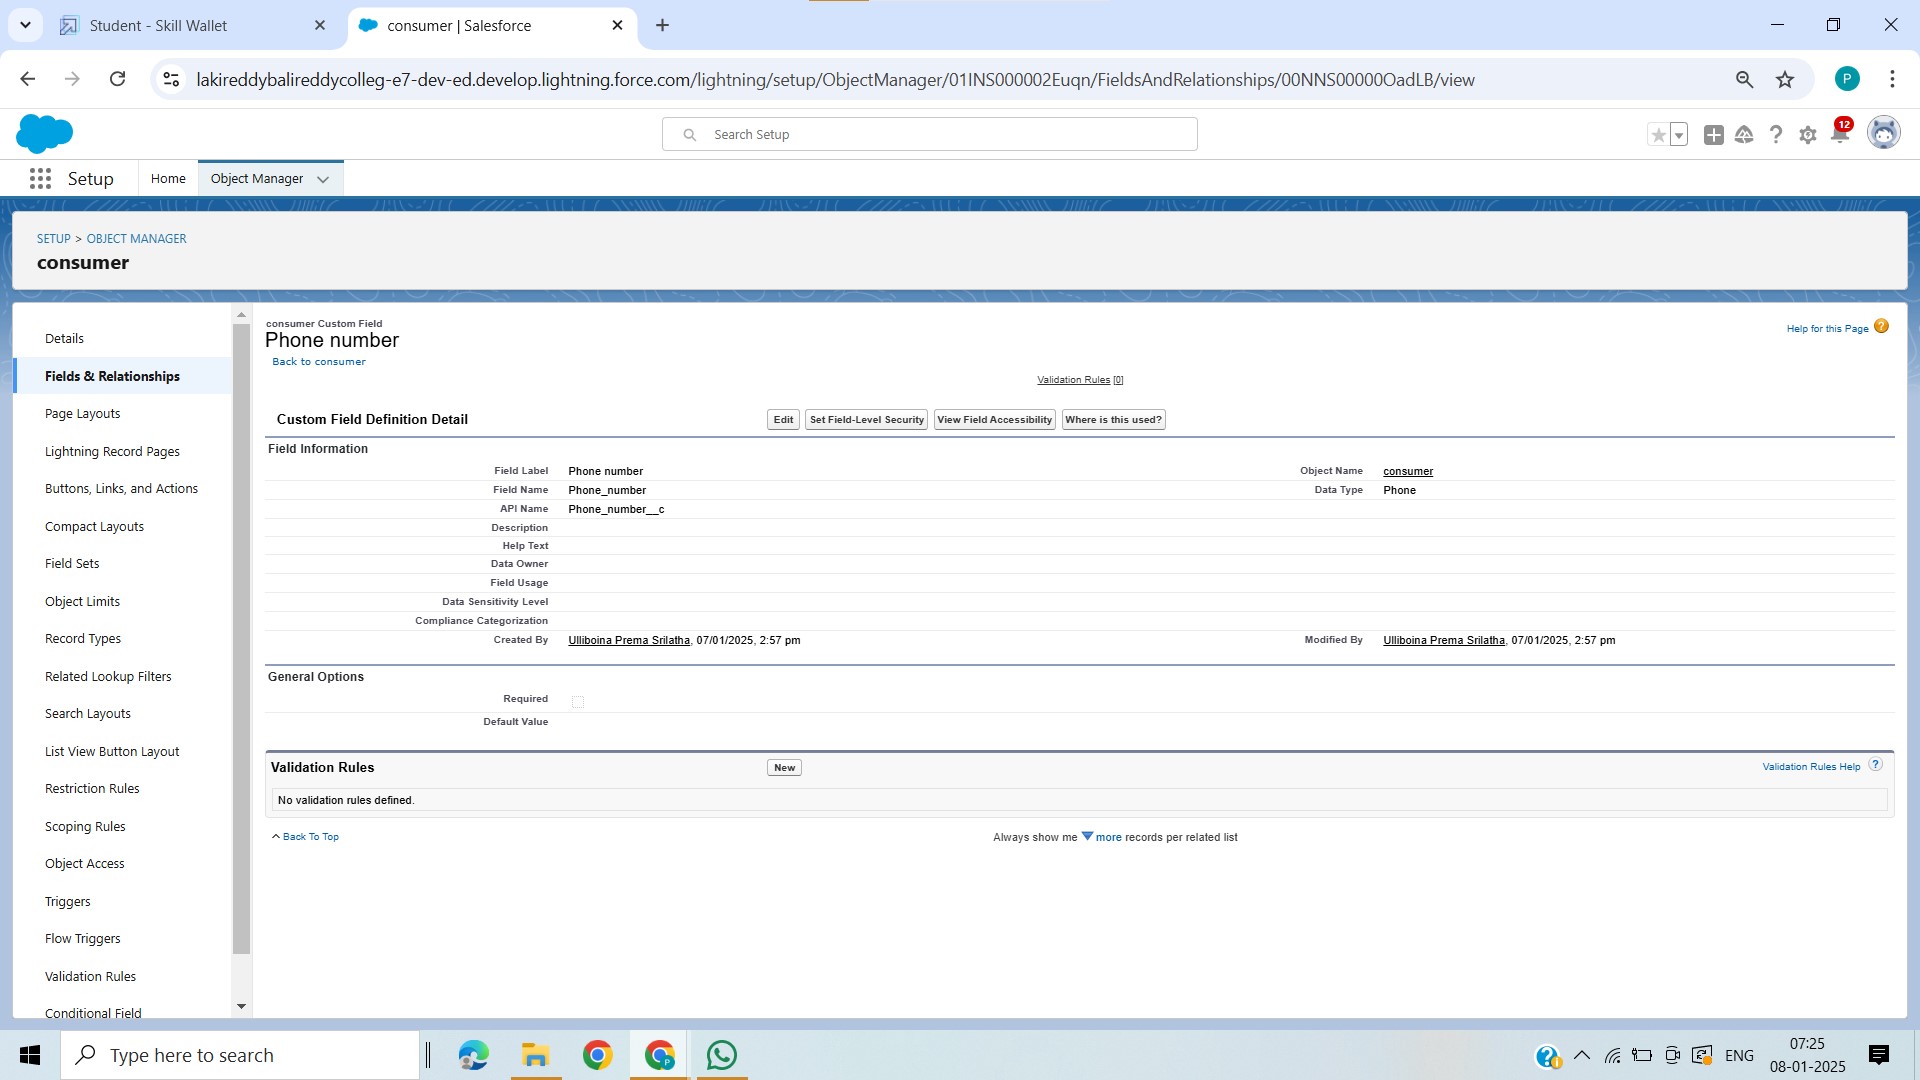 Student - Skill Wallet
consumer | Salesforce
lakireddybalireddycolleg-e7-dev-ed.develop.lightning.force.com/lightning/setup/ObjectManager/01INS000002Euqn/FieldsAndRelationships/00NNS00000OadLB/view
P
Search Setup
12
Setup
Home
Object Manager
SETUP > OBJECT MANAGER
consumer
Details
Fields & Relationships
Page Layouts
Lightning Record Pages
Buttons, Links, and Actions
Compact Layouts
Field Sets
Object Limits
Record Types
Related Lookup Filters
Search Layouts
List View Button Layout
Restriction Rules
Scoping Rules
Object Access
Triggers
Flow Triggers
Validation Rules
Conditional Field
consumer Custom Field
Phone number
Back to consumer
Help for this Page ?
Validation Rules [0]
Custom Field Definition Detail
Edit
Set Field-Level Security
View Field Accessibility
Where is this used?
Field Information
Field Label Phone number Object Name consumer
Field Name Phone_number Data Type Phone
API Name Phone_number__c
Description
Help Text
Data Owner
Field Usage
Data Sensitivity Level
Compliance Categorization
Created By Ulliboina Prema Srilatha, 07/01/2025, 2:57 pm Modified By Ulliboina Prema Srilatha, 07/01/2025, 2:57 pm
General Options
Required
Default Value
Validation Rules
New
Validation Rules Help ?
No validation rules defined.
Back To Top
Always show me more records per related list
Type here to search
P
ENG
07:25
08-01-2025